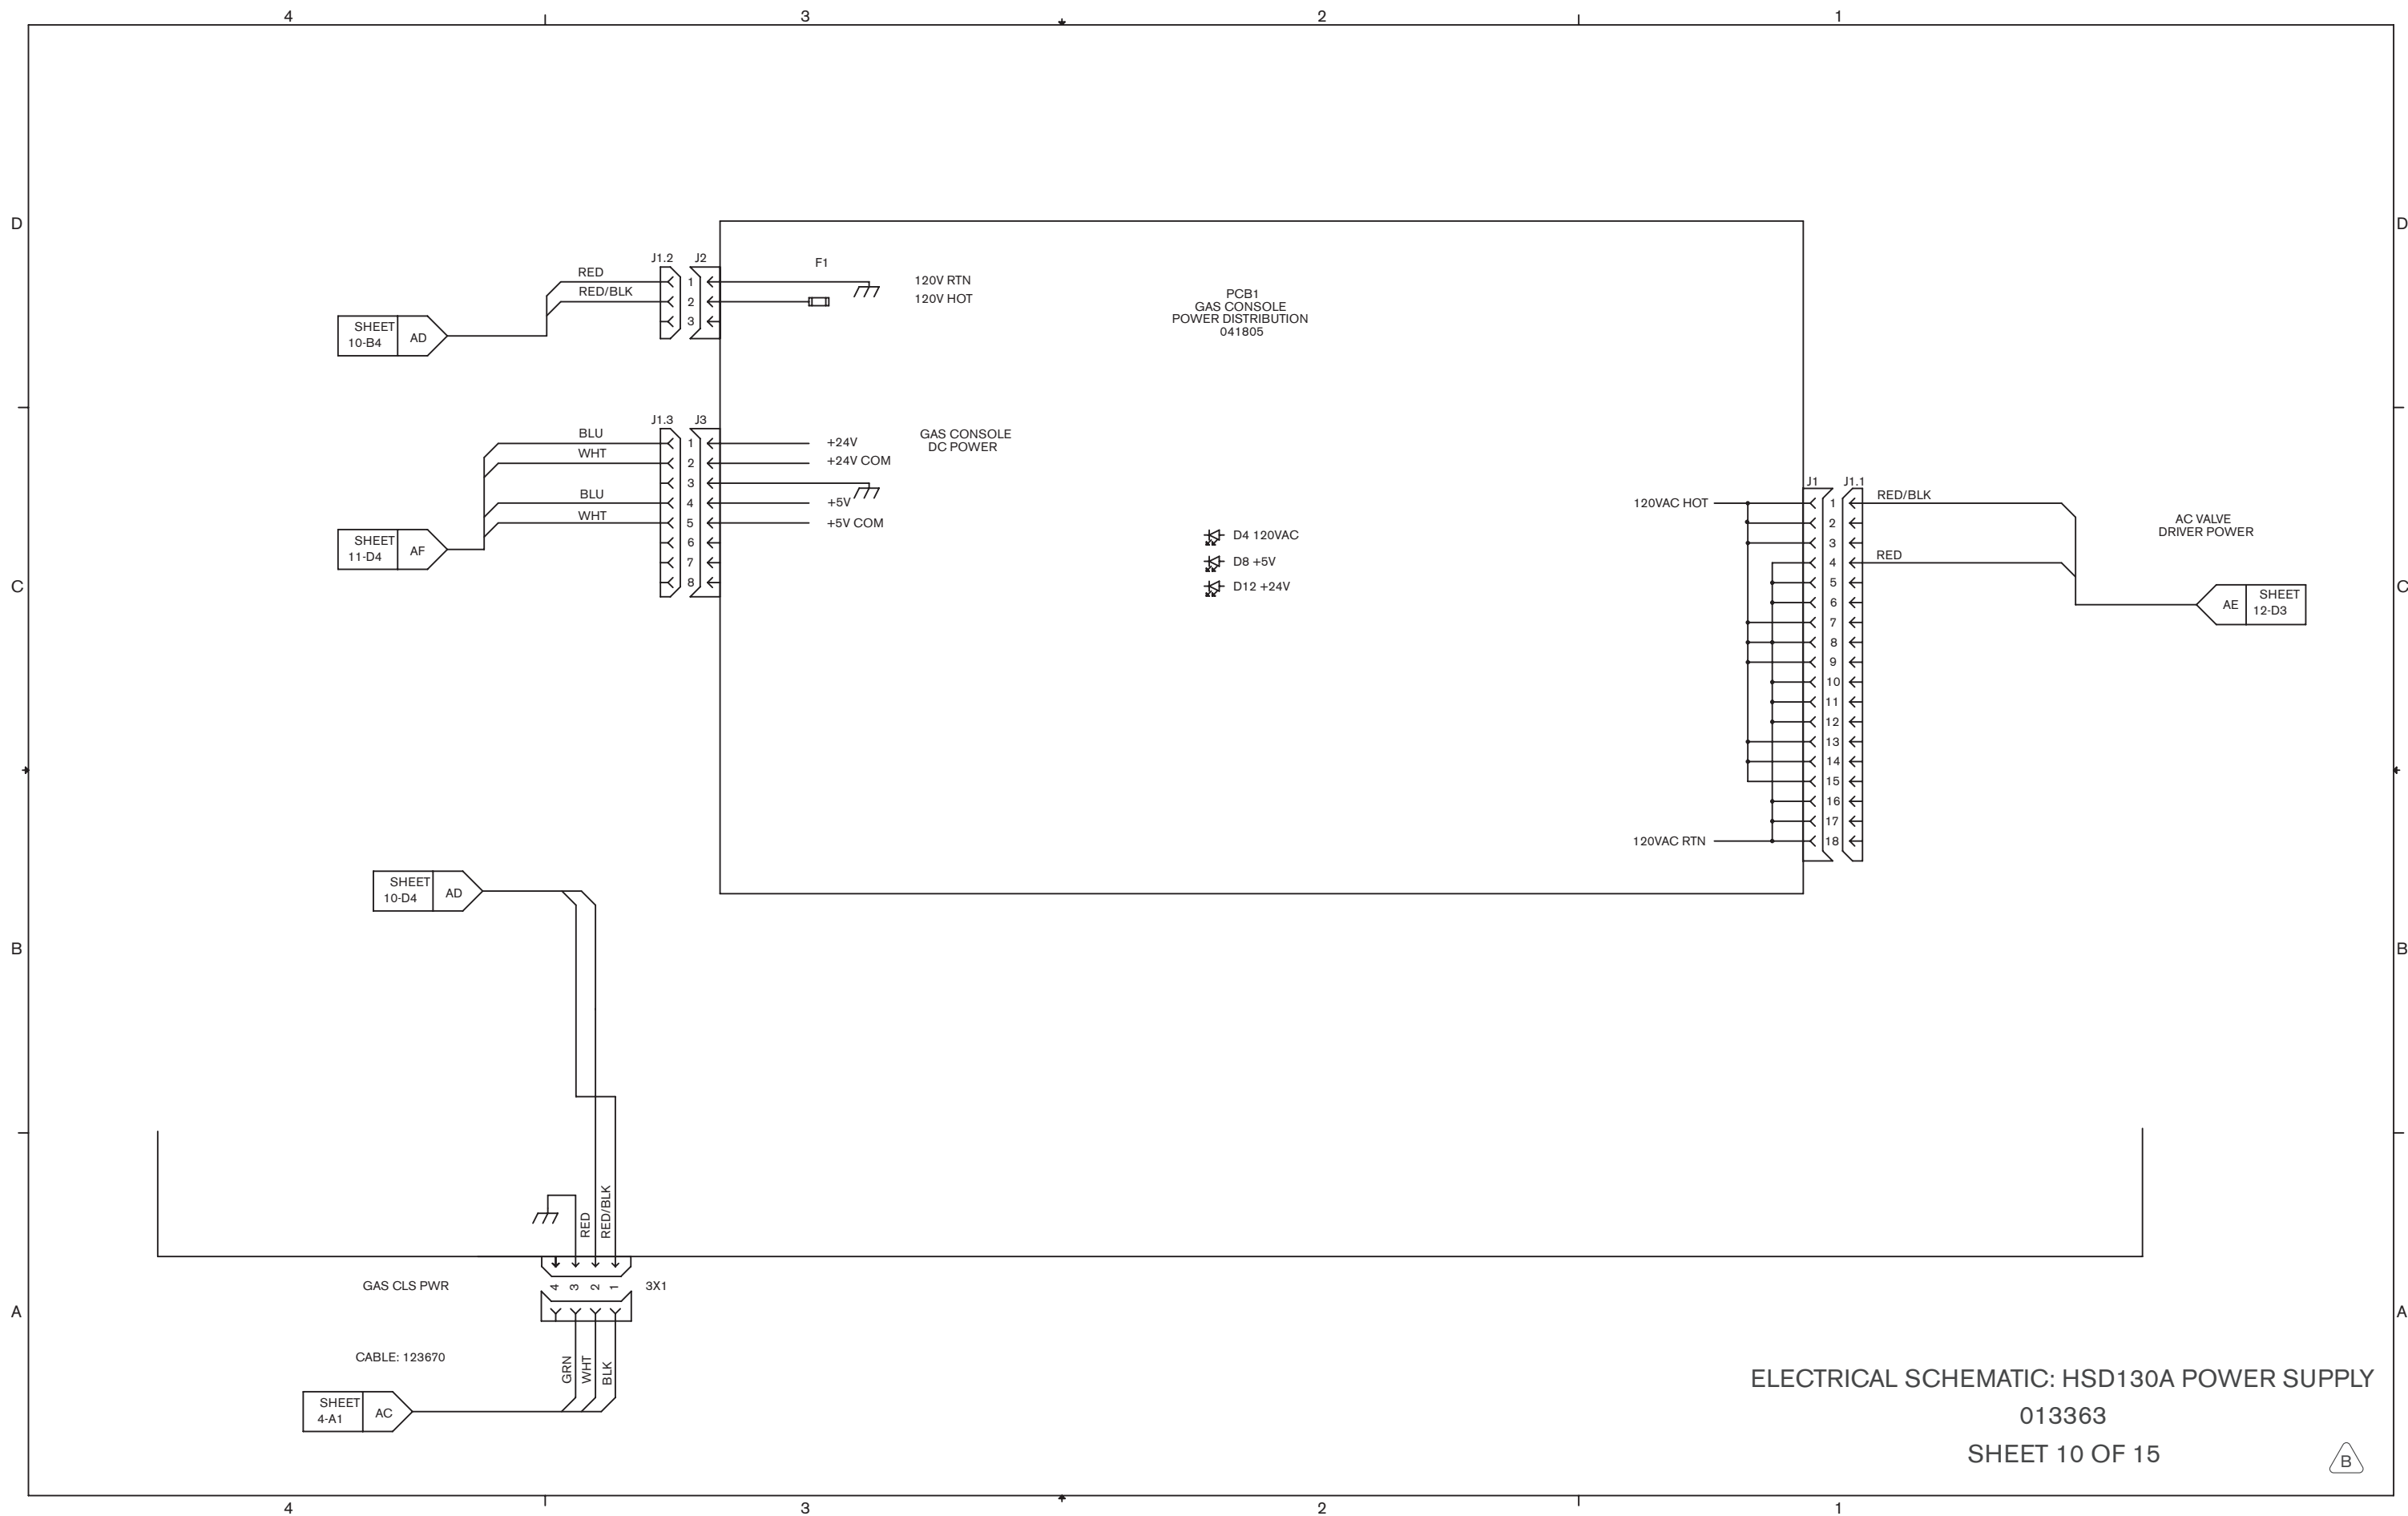 4 3 2 1
D D
J1.2 J2
F1
RED
1
120V RTN
RED/BLK
2
120V HOT
3
PCB1
GAS CONSOLE
POWER DISTRIBUTION
041805
SHEET
10-B4
AD
J1.3 J3
BLU
1
+24V
GAS CONSOLE
DC POWER
WHT
2
+24V COM
3
BLU
4
+5V
WHT
5
+5V COM
6
7
8
SHEET
11-D4
AF
D4 120VAC
D8 +5V
D12 +24V
C C
J1 J1.1
120VAC HOT
1
RED/BLK
2
3
4
RED
5
6
7
8
9
10
11
12
13
14
15
16
17
120VAC RTN
18
AC VALVE
DRIVER POWER
AE
SHEET
12-D3
SHEET
10-D4
AD
B B
RED
RED/BLK
GAS CLS PWR
4 3 2 1
3X1
A A
CABLE: 123670
GRN
WHT
BLK
SHEET
4-A1
AC
ELECTRICAL SCHEMATIC: HSD130A POWER SUPPLY
013363
SHEET 10 OF 15
B
4 3 2 1